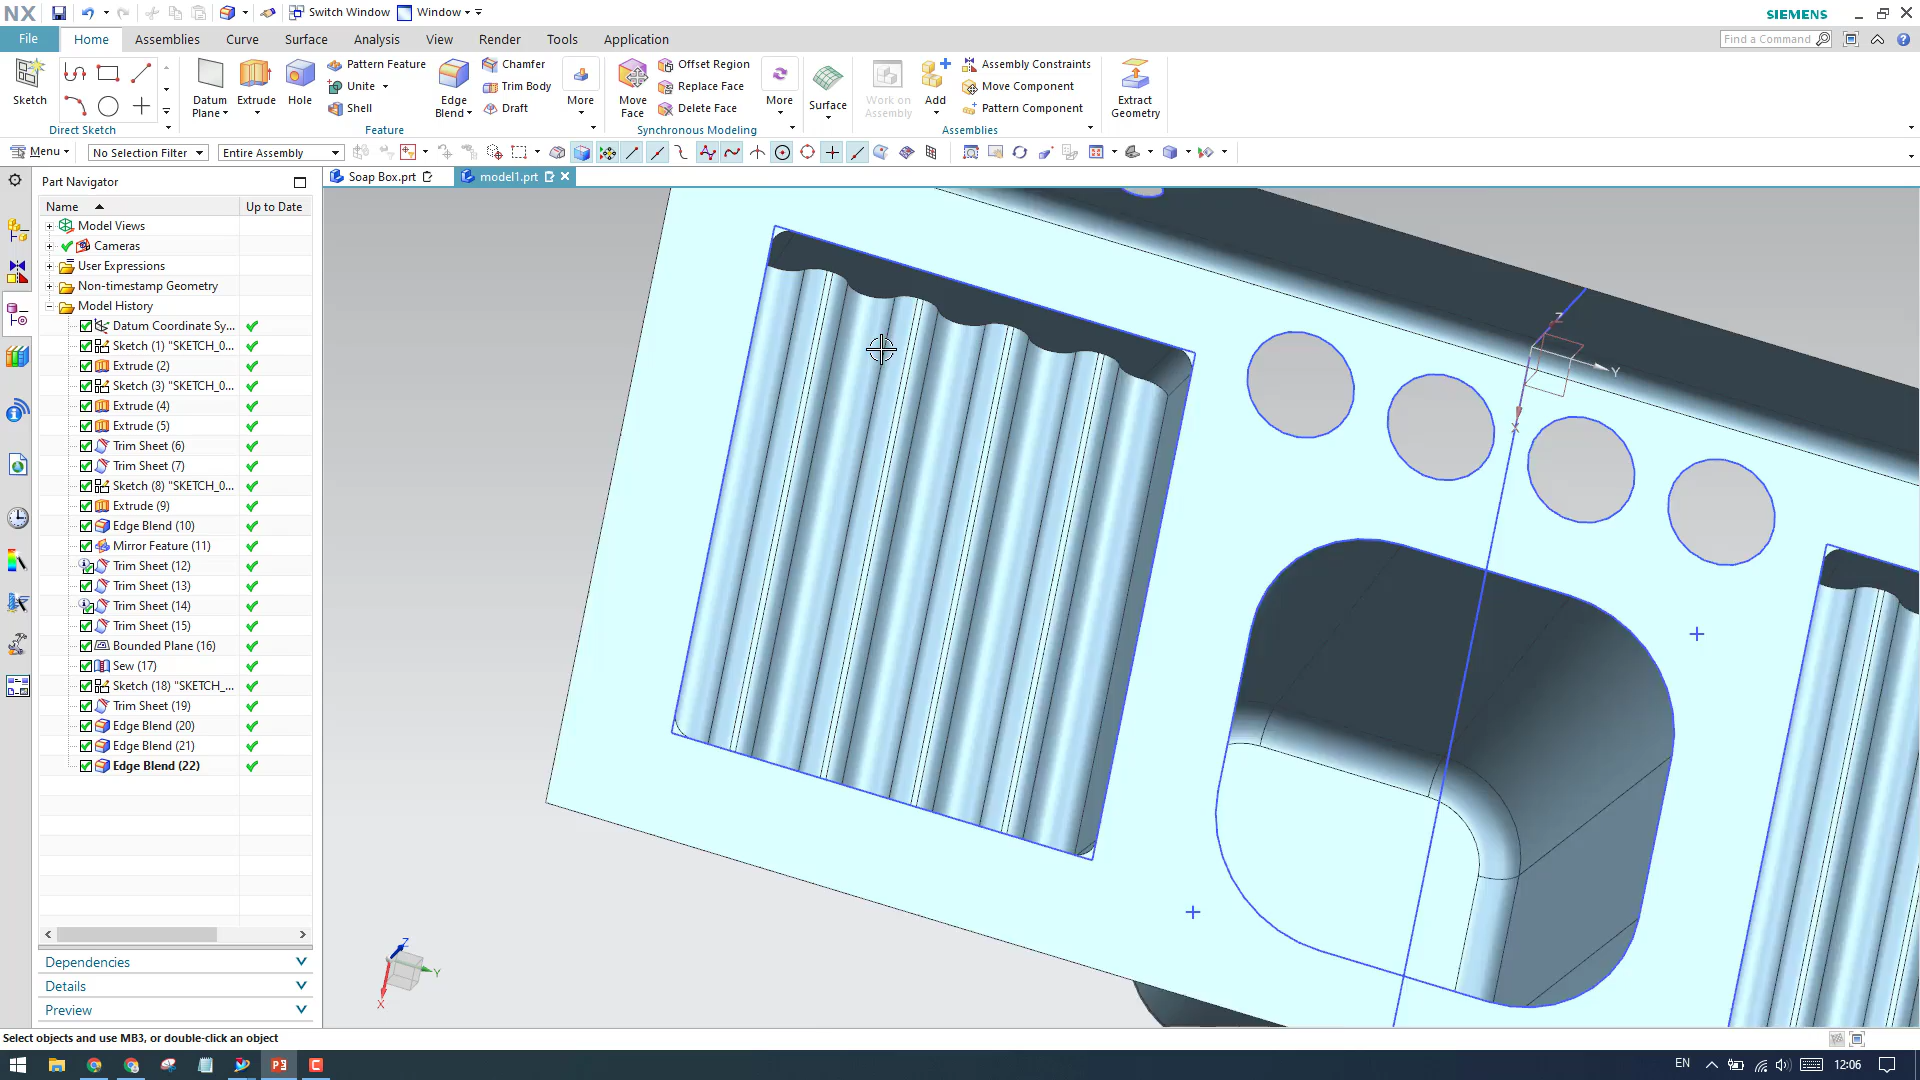 NX
Switch Window
Window
SIEMENS
File
Home
Assemblies
Curve
Surface
Analysis
View
Render
Tools
Application
Find a Command
Sketch
Direct Sketch
Datum Plane
Extrude
Hole
Pattern Feature
Unite
Shell
Edge Blend
Chamfer
Trim Body
Draft
More
Feature
Move Face
Offset Region
Replace Face
Delete Face
More
Synchronous Modeling
Surface
Work on Assembly
Add
Assembly Constraints
Move Component
Pattern Component
Assemblies
Extract Geometry
Menu
No Selection Filter
Entire Assembly
Part Navigator
Soap Box.prt
model1.prt
Name
Up to Date
Model Views
Cameras
User Expressions
Non-timestamp Geometry
Model History
Datum Coordinate Sy...
Sketch (1) "SKETCH_0...
Extrude (2)
Sketch (3) "SKETCH_0...
Extrude (4)
Extrude (5)
Trim Sheet (6)
Trim Sheet (7)
Sketch (8) "SKETCH_0...
Extrude (9)
Edge Blend (10)
Mirror Feature (11)
Trim Sheet (12)
Trim Sheet (13)
Trim Sheet (14)
Trim Sheet (15)
Bounded Plane (16)
Sew (17)
Sketch (18) "SKETCH_...
Trim Sheet (19)
Edge Blend (20)
Edge Blend (21)
Edge Blend (22)
Dependencies
Details
Preview
Z
Y
X
Z
Y
X
Select objects and use MB3, or double-click an object
EN
12:06